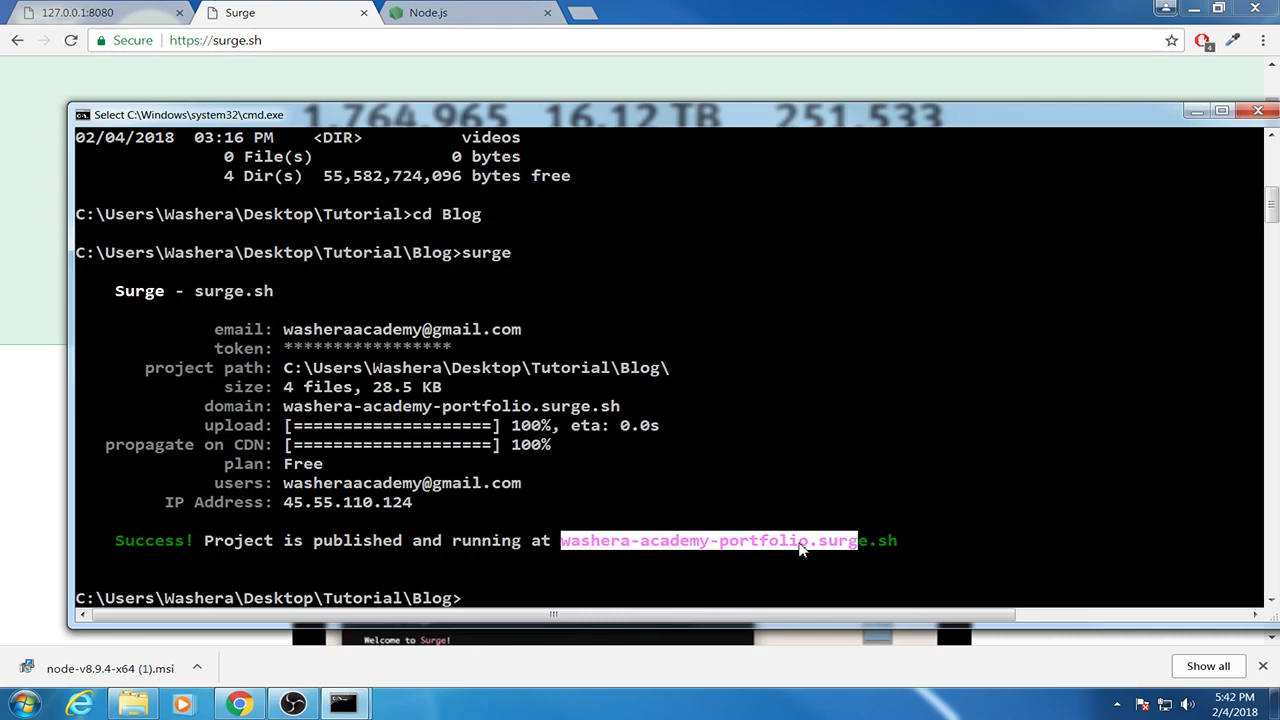 127.0.0.1:8080
Surge
Node.js
Secure
https://surge.sh
4
1,764,965 16.12 TB 251,533
Select C:\Windows\system32\cmd.exe
02/04/2018 03:16 PM <DIR> videos
0 File(s) 0 bytes
4 Dir(s) 55,582,724,096 bytes free
C:\Users\Washera\Desktop\Tutorial>cd Blog
C:\Users\Washera\Desktop\Tutorial\Blog>surge
Surge - surge.sh
email: washeraacademy@gmail.com
token: *****************
project path: C:\Users\Washera\Desktop\Tutorial\Blog\
size: 4 files, 28.5 KB
domain: washera-academy-portfolio.surge.sh
upload: [====================] 100%, eta: 0.0s
propagate on CDN: [====================] 100%
plan: Free
users: washeraacademy@gmail.com
IP Address: 45.55.110.124
Success! Project is published and running at washera-academy-portfolio.surge.sh
C:\Users\Washera\Desktop\Tutorial\Blog>
Welcome to Surge!
node-v8.9.4-x64 (1).msi
Show all
5:42 PM
2/4/2018